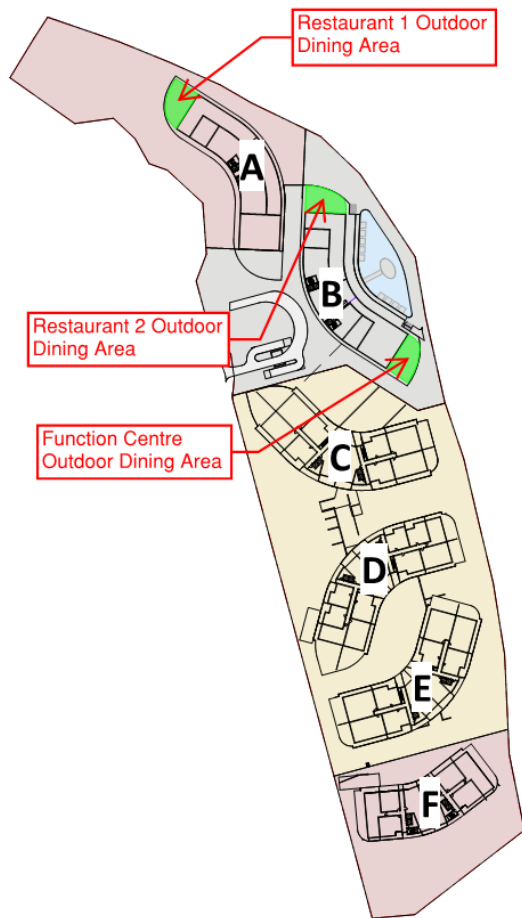 Restaurant 1 Outdoor
Dining Area
A
B
Restaurant 2 Outdoor
Dining Area
Function Centre
Outdoor Dining Area
C
D
E
F